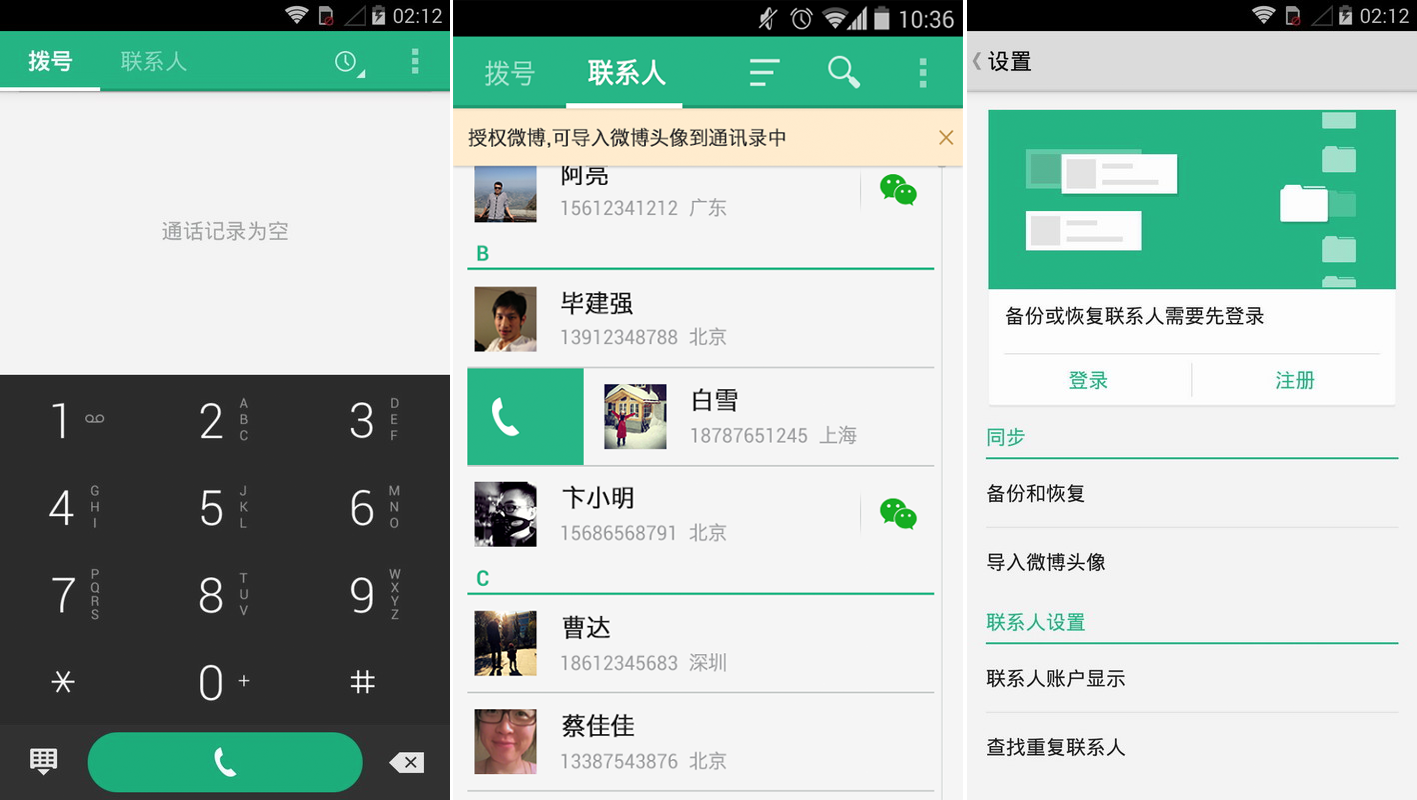 02:12
拨号 联系人
通话记录为空
1 2 ABC 3 DEF
4 GHI 5 JKL 6 MNO
7 PQRS 8 TUV 9 WXYZ
* 0 + #
10:36
拨号 联系人
授权微博,可导入微博头像到通讯录中
阿亮
15612341212 广东
B
毕建强
13912348788 北京
白雪
18787651245 上海
卞小明
15686568791 北京
C
曹达
18612345683 深圳
蔡佳佳
13387543876 北京
02:12
设置
备份或恢复联系人需要先登录
登录 注册
同步
备份和恢复
导入微博头像
联系人设置
联系人账户显示
查找重复联系人